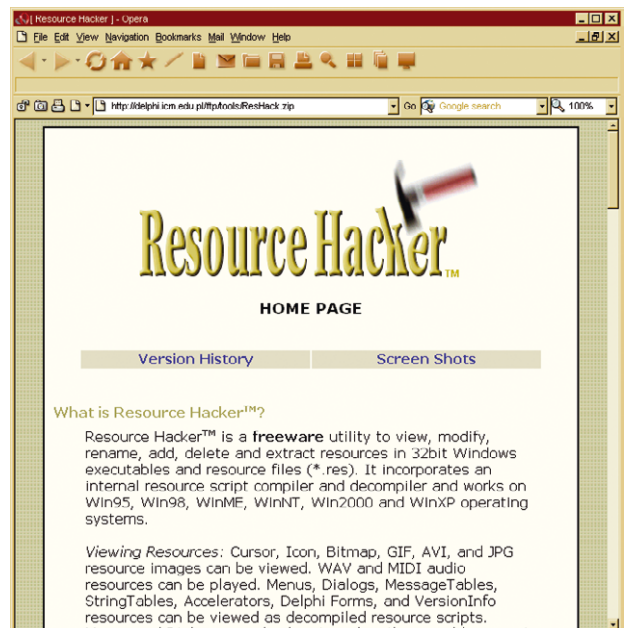 [ Resource Hacker ] - Opera
File Edit View Navigation Bookmarks Mail Window Help
http://delphi.icm.edu.pl/ftp/tools/ResHack.zip Go Google search 100%
Resource Hacker™
HOME PAGE
Version History Screen Shots
What is Resource Hacker™?
Resource Hacker™ is a freeware utility to view, modify,
rename, add, delete and extract resources in 32bit Windows
executables and resource files (*.res). It incorporates an
internal resource script compiler and decompiler and works on
Win95, Win98, WinME, WinNT, Win2000 and WinXP operating
systems.
Viewing Resources: Cursor, Icon, Bitmap, GIF, AVI, and JPG
resource images can be viewed. WAV and MIDI audio
resources can be played. Menus, Dialogs, MessageTables,
StringTables, Accelerators, Delphi Forms, and VersionInfo
resources can be viewed as decompiled resource scripts.